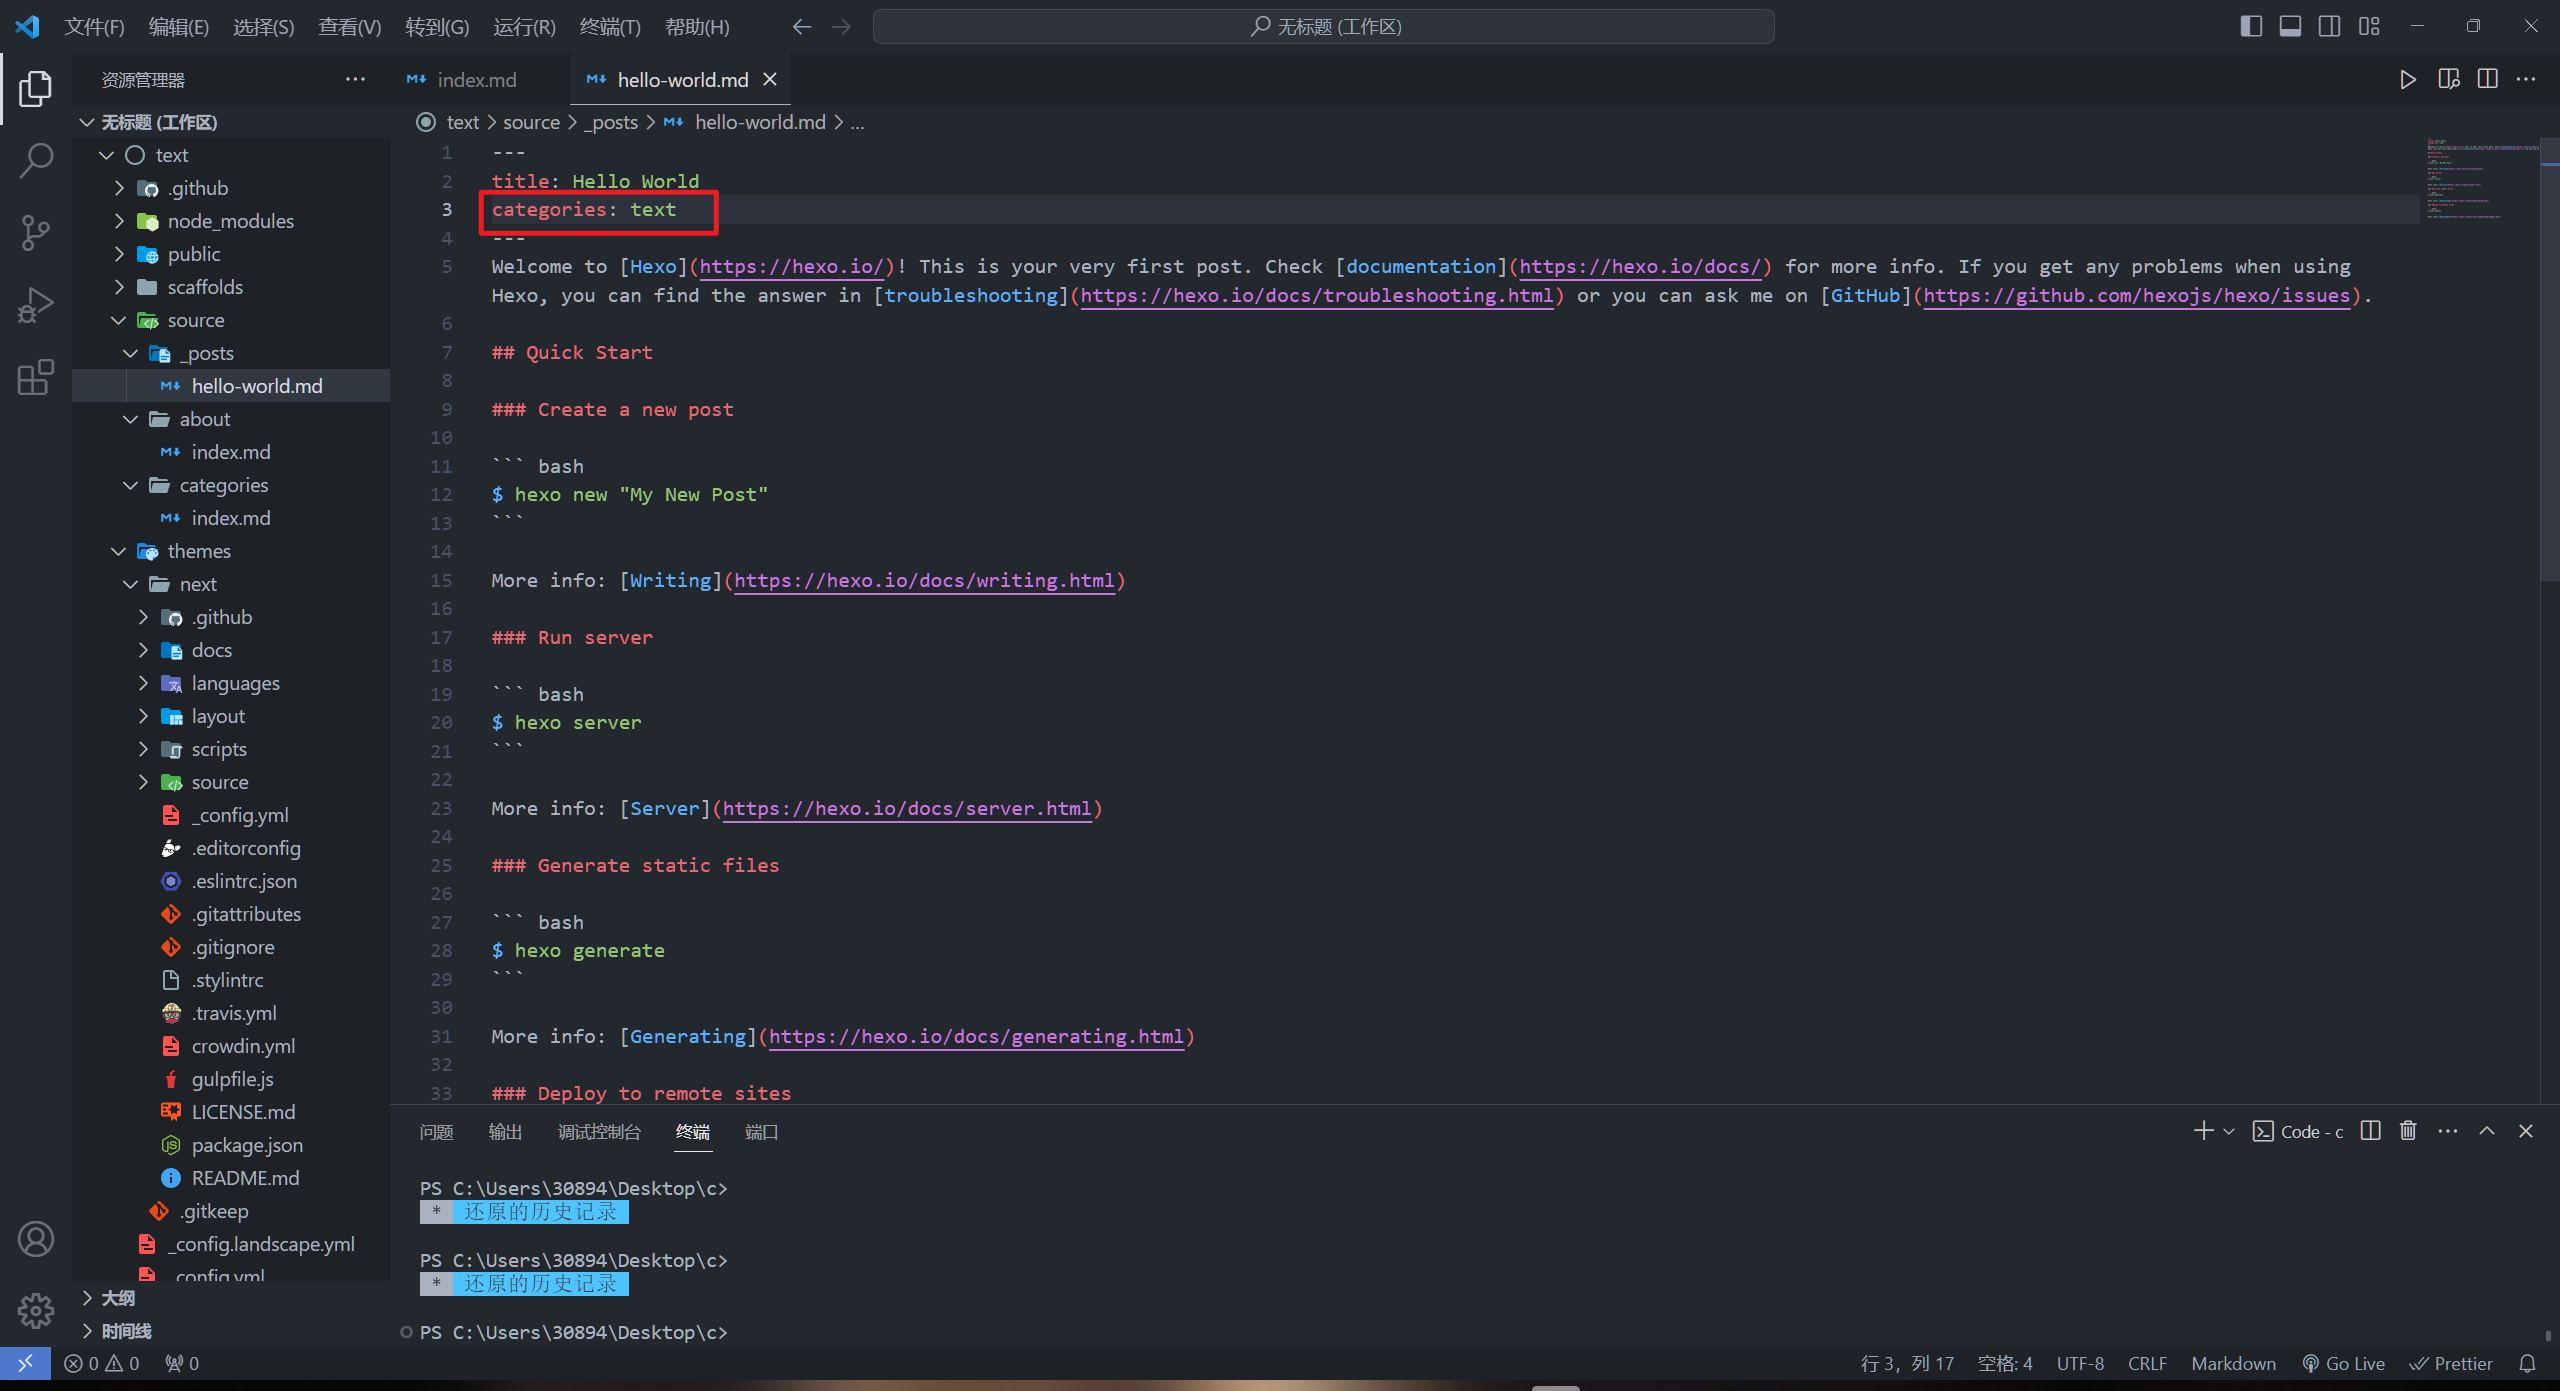 文件(F) 编辑(E) 选择(S) 查看(V) 转到(G) 运行(R) 终端(T) 帮助(H) 无标题 (工作区)
资源管理器
index.md hello-world.md
无标题 (工作区)
text
.github
node_modules
public
scaffolds
source
_posts
hello-world.md
about
index.md
categories
index.md
themes
next
.github
docs
languages
layout
scripts
source
_config.yml
.editorconfig
.eslintrc.json
.gitattributes
.gitignore
.stylintrc
.travis.yml
crowdin.yml
gulpfile.js
LICENSE.md
package.json
README.md
.gitkeep
_config.landscape.yml
_config.yml
大纲
时间线
text > source > _posts > hello-world.md > ...
1 ---
2 title: Hello World
3 categories: text
4 ---
5 Welcome to [Hexo](https://hexo.io/)! This is your very first post. Check [documentation](https://hexo.io/docs/) for more info. If you get any problems when using
Hexo, you can find the answer in [troubleshooting](https://hexo.io/docs/troubleshooting.html) or you can ask me on [GitHub](https://github.com/hexojs/hexo/issues).
6
7 ## Quick Start
8
9 ### Create a new post
10
11 ``` bash
12 $ hexo new "My New Post"
13 ```
14
15 More info: [Writing](https://hexo.io/docs/writing.html)
16
17 ### Run server
18
19 ``` bash
20 $ hexo server
21 ```
22
23 More info: [Server](https://hexo.io/docs/server.html)
24
25 ### Generate static files
26
27 ``` bash
28 $ hexo generate
29 ```
30
31 More info: [Generating](https://hexo.io/docs/generating.html)
32
33 ### Deploy to remote sites
问题 输出 调试控制台 终端 端口 Code - c
PS C:\Users\30894\Desktop\c>
* 还原的历史记录
PS C:\Users\30894\Desktop\c>
* 还原的历史记录
PS C:\Users\30894\Desktop\c>
0 0 0 行 3，列 17 空格: 4 UTF-8 CRLF Markdown Go Live Prettier